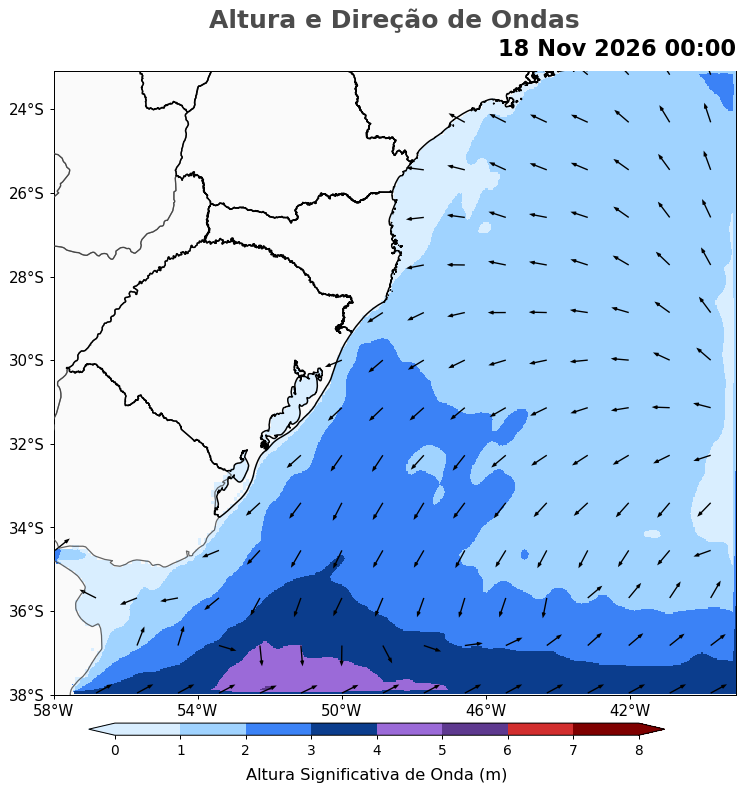 Altura e Direção de Ondas
18 Nov 2026 00:00
24°S
26°S
28°S
30°S
32°S
34°S
36°S
38°S
58°W 54°W 50°W 46°W 42°W
0 1 2 3 4 5 6 7 8
Altura Significativa de Onda (m)